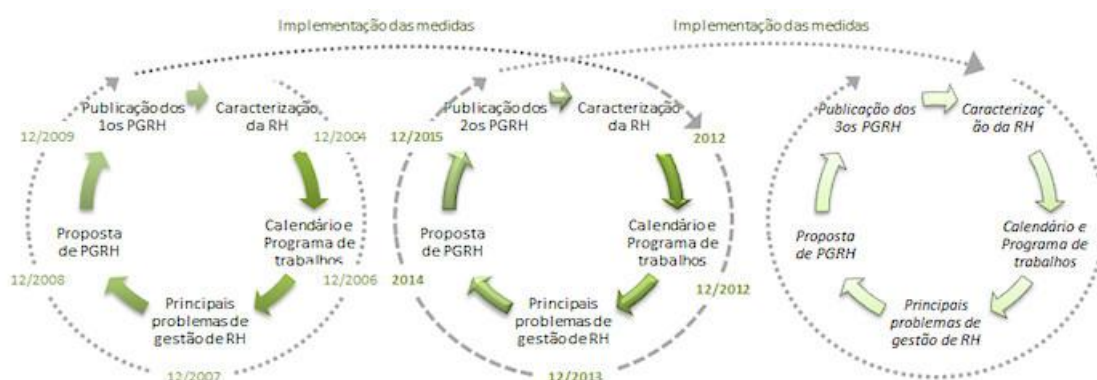 Implementação das medidas
Implementação das medidas
Publicação dos
1os PGRH
Caracterização
da RH
12/2009
12/2004
Proposta
de PGRH
Calendário e
Programa de
trabalhos
12/2008
12/2006
Principais
problemas de
gestão de RH
12/2007
Publicação dos
2os PGRH
Caracterização
da RH
12/2015
2012
Proposta
de PGRH
Calendário e
Programa de
trabalhos
2014
12/2012
Principais
problemas de
gestão de RH
12/2013
Publicação dos
3os PGRH
Caracterizaç
ão da RH
Proposta
de PGRH
Calendário e
Programa de
trabalhos
Principais
problemas de
gestão de RH